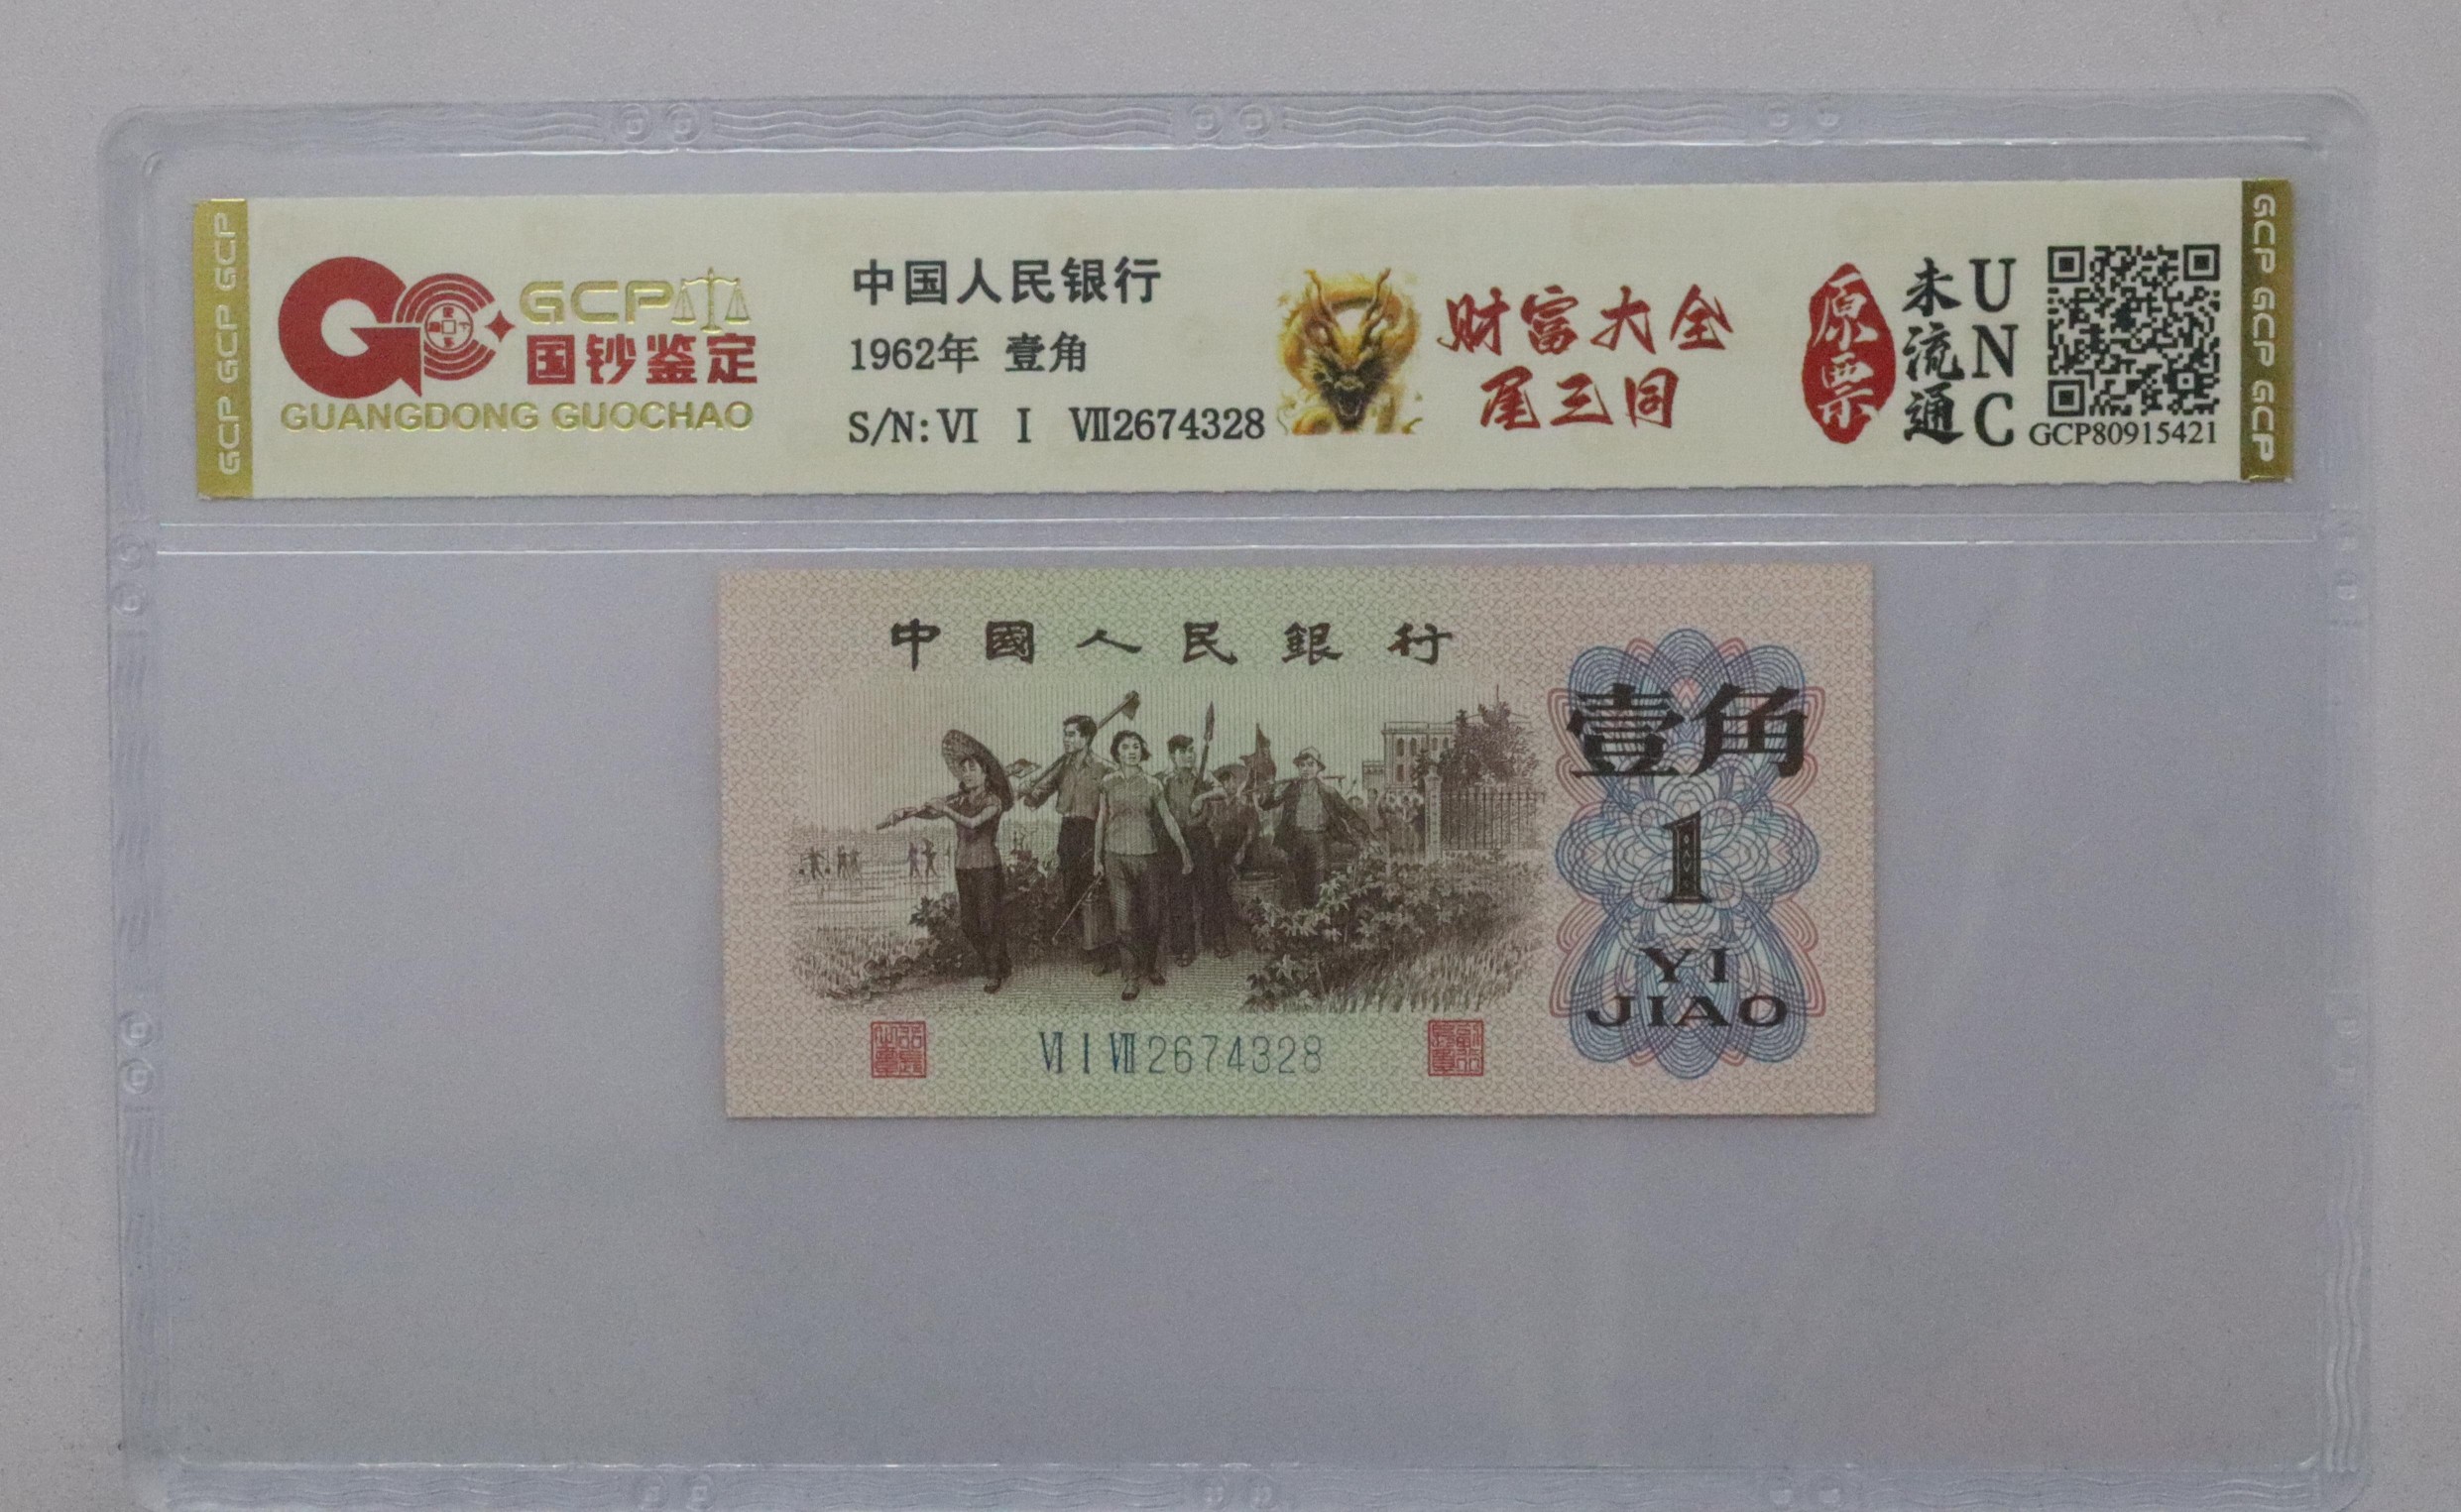 GCP GCP GCP
GCP
国钞鉴定
GUANGDONG GUOCHAO
中国人民银行
1962年 壹角
S/N: VI I VII2674328
财富大全
尾三同
原票
未流通
UNC
GCP80915421
GCP GCP GCP
中國人民銀行
壹角
1
YI
JIAO
VI I VII 2674328